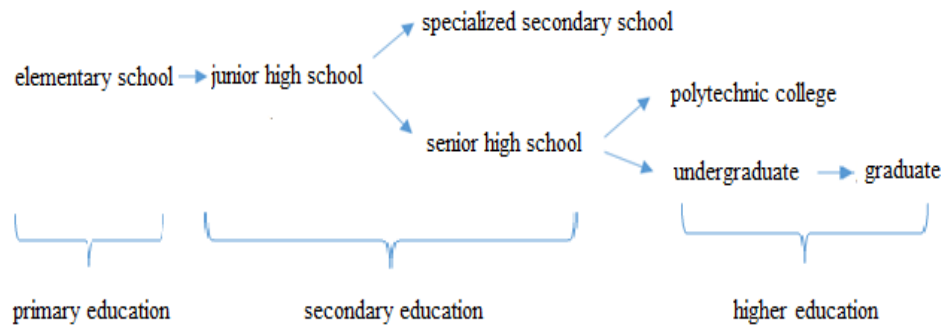 specialized secondary school
elementary school
junior high school
polytechnic college
senior high school
undergraduate
graduate
primary education
secondary education
higher education